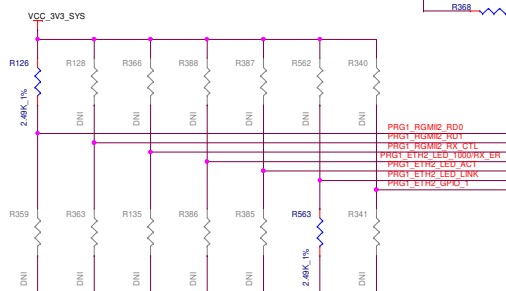 R368
VCC_3V3_SYS
R126 R128 R366 R388 R387 R562 R340
2.49K_1% DNI DNI DNI DNI DNI DNI
PRG1_RGMII2_RD0
PRG1_RGMII2_RD1
PRG1_RGMII2_RX_CTL
PRG1_ETH2_LED_1000/RX_ER
PRG1_ETH2_LED_ACT
PRG1_ETH2_LED_LINK
PRG1_ETH2_GPIO_1
R359 R363 R135 R386 R385 R563 R341
DNI DNI DNI DNI DNI 2.49K_1% DNI